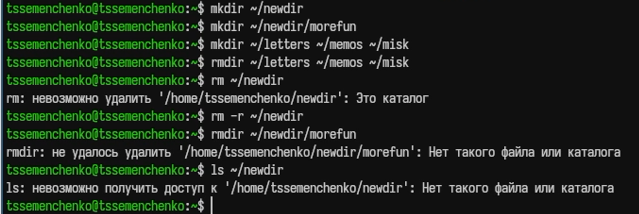 tssemenchenko@tssemenchenko:~$ mkdir ~/newdir
tssemenchenko@tssemenchenko:~$ mkdir ~/newdir/morefun
tssemenchenko@tssemenchenko:~$ mkdir ~/letters ~/memos ~/misk
tssemenchenko@tssemenchenko:~$ rmdir ~/letters ~/memos ~/misk
tssemenchenko@tssemenchenko:~$ rm ~/newdir
rm: невозможно удалить '/home/tssemenchenko/newdir': Это каталог
tssemenchenko@tssemenchenko:~$ rm -r ~/newdir
tssemenchenko@tssemenchenko:~$ rmdir ~/newdir/morefun
rmdir: не удалось удалить '/home/tssemenchenko/newdir/morefun': Нет такого файла или каталога
tssemenchenko@tssemenchenko:~$ ls ~/newdir
ls: невозможно получить доступ к '/home/tssemenchenko/newdir': Нет такого файла или каталога
tssemenchenko@tssemenchenko:~$